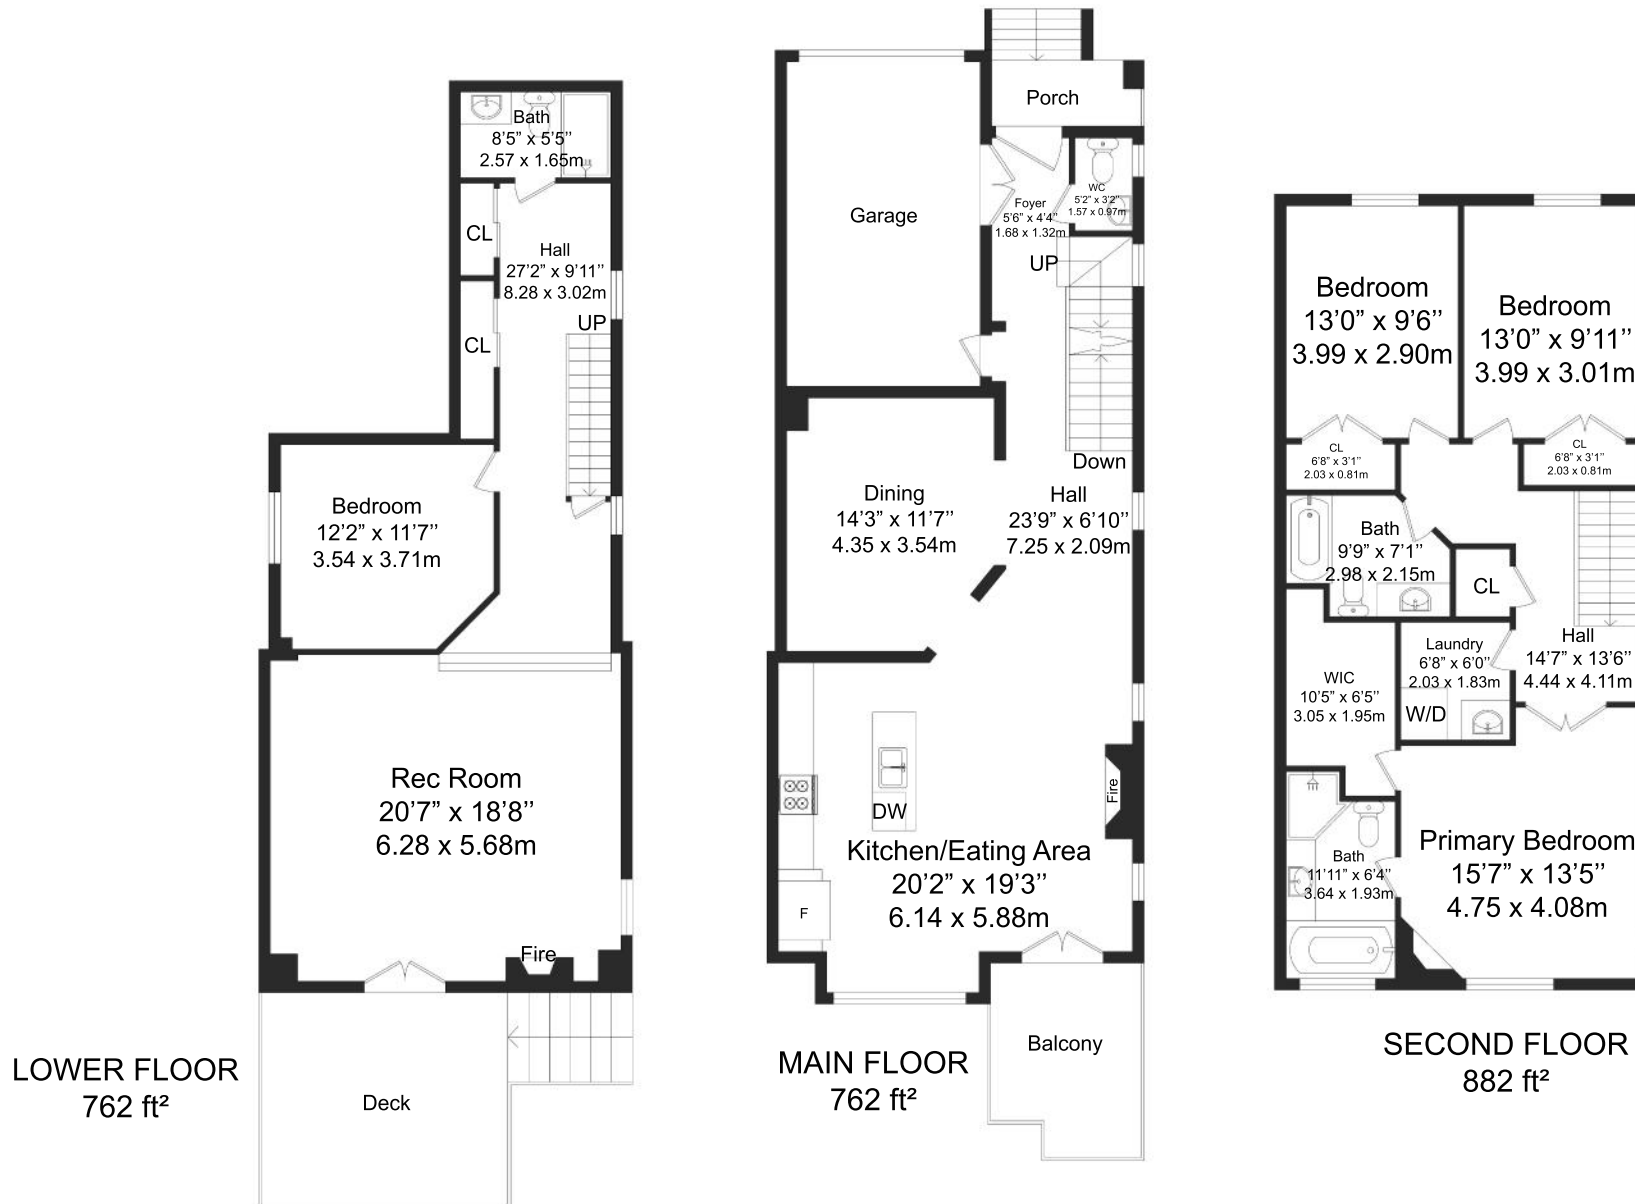 Bath
8'5" x 5'5''
2.57 x 1.65m
CL
Hall
27'2" x 9'11''
8.28 x 3.02m
UP
CL
Bedroom
12'2" x 11'7''
3.54 x 3.71m
Rec Room
20'7" x 18'8''
6.28 x 5.68m
Fire
Deck
LOWER FLOOR
762 ft²
Porch
WC
5'2" x 3'2''
1.57 x 0.97m
Foyer
5'6" x 4'4''
1.68 x 1.32m
Garage
UP
Down
Dining
14'3" x 11'7''
4.35 x 3.54m
Hall
23'9" x 6'10''
7.25 x 2.09m
Fire
DW
Kitchen/Eating Area
20'2" x 19'3''
6.14 x 5.88m
F
Balcony
MAIN FLOOR
762 ft²
Bedroom
13'0" x 9'6''
3.99 x 2.90m
Bedroom
13'0" x 9'11''
3.99 x 3.01m
CL
6'8" x 3'1''
2.03 x 0.81m
CL
6'8" x 3'1''
2.03 x 0.81m
Bath
9'9" x 7'1''
2.98 x 2.15m
CL
Hall
14'7" x 13'6''
4.44 x 4.11m
Laundry
6'8" x 6'0''
2.03 x 1.83m
W/D
WIC
10'5" x 6'5''
3.05 x 1.95m
Bath
11'11" x 6'4''
3.64 x 1.93m
Primary Bedroom
15'7" x 13'5''
4.75 x 4.08m
SECOND FLOOR
882 ft²